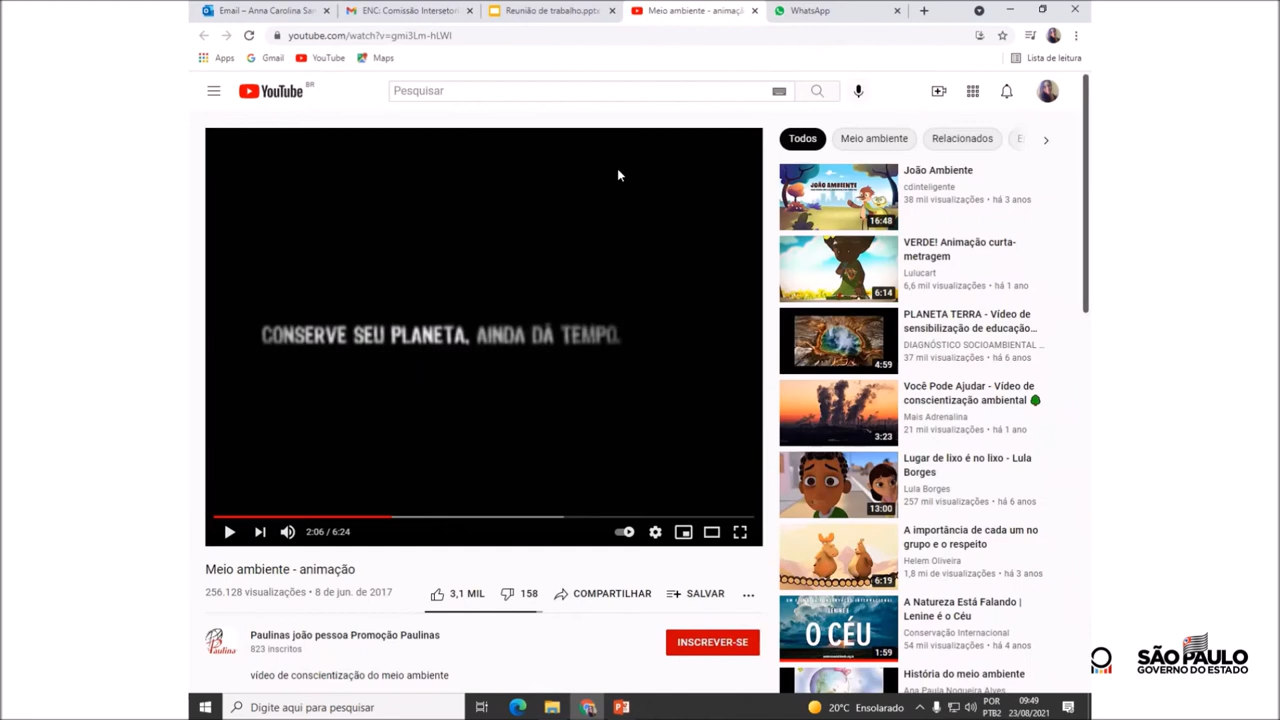 Email – Anna Carolina San
ENC: Comissão Intersetori
Reunião de trabalho.pptx
Meio ambiente - animaçã
WhatsApp
youtube.com/watch?v=gmi3Lm-hLWI
Apps
Gmail
YouTube
Maps
Lista de leitura
YouTube BR
Pesquisar
Todos
Meio ambiente
Relacionados
CONSERVE SEU PLANETA, AINDA DÁ TEMPO.
2:06 / 6:24
Meio ambiente - animação
256.128 visualizações • 8 de jun. de 2017
3,1 MIL
158
COMPARTILHAR
SALVAR
Paulinas
Paulinas joão pessoa Promoção Paulinas
823 inscritos
INSCREVER-SE
vídeo de conscientização do meio ambiente
JOÃO AMBIENTE
16:48
João Ambiente
cdinteligente
38 mil visualizações • há 3 anos
6:14
VERDE! Animação curta-
metragem
Lulucart
6,6 mil visualizações • há 1 ano
4:59
PLANETA TERRA - Vídeo de
sensibilização de educação...
DIAGNÓSTICO SOCIOAMBIENTAL ...
37 mil visualizações • há 6 anos
3:23
Você Pode Ajudar - Vídeo de
conscientização ambiental
Mais Adrenalina
21 mil visualizações • há 1 ano
13:00
Lugar de lixo é no lixo - Lula
Borges
Lula Borges
257 mil visualizações • há 6 anos
6:19
A importância de cada um no
grupo e o respeito
Helem Oliveira
1,8 mi de visualizações • há 3 anos
LENINE É
O CÉU
1:59
A Natureza Está Falando |
Lenine é o Céu
Conservação Internacional
54 mil visualizações • há 4 anos
História do meio ambiente
Ana Paula Nogueira Alves
SÃO PAULO
GOVERNO DO ESTADO
Digite aqui para pesquisar
20°C Ensolarado
POR
PTB2
09:49
23/08/2021